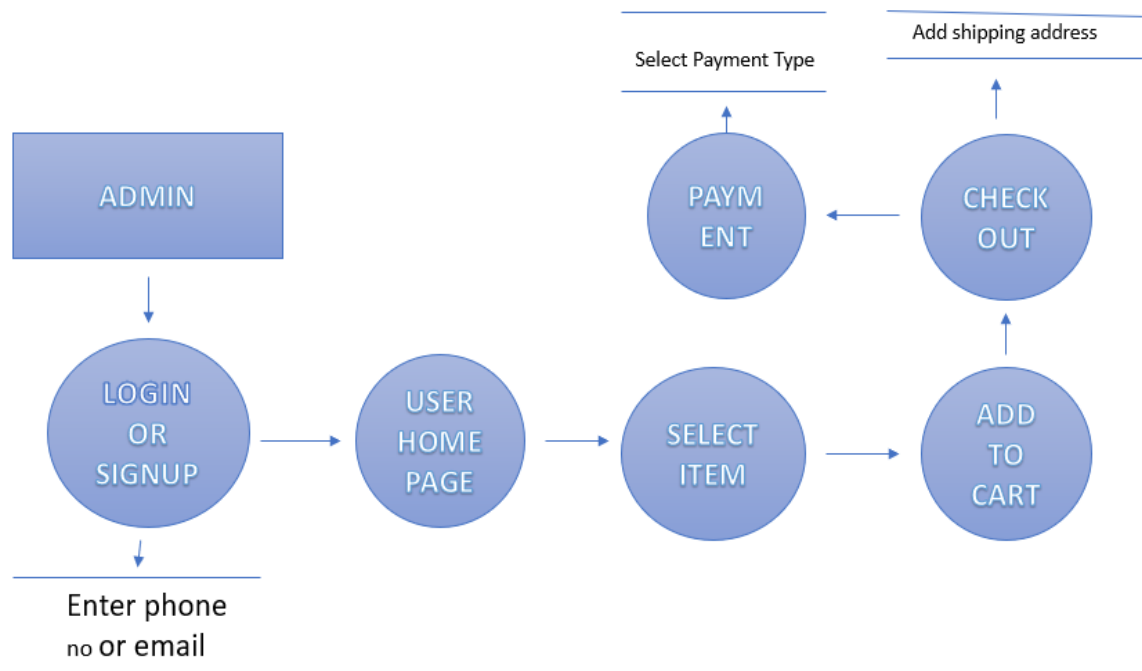 Add shipping address
Select Payment Type
ADMIN
PAYM
ENT
CHECK
OUT
LOGIN
OR
SIGNUP
USER
HOME
PAGE
SELECT
ITEM
ADD
TO
CART
Enter phone
no or email